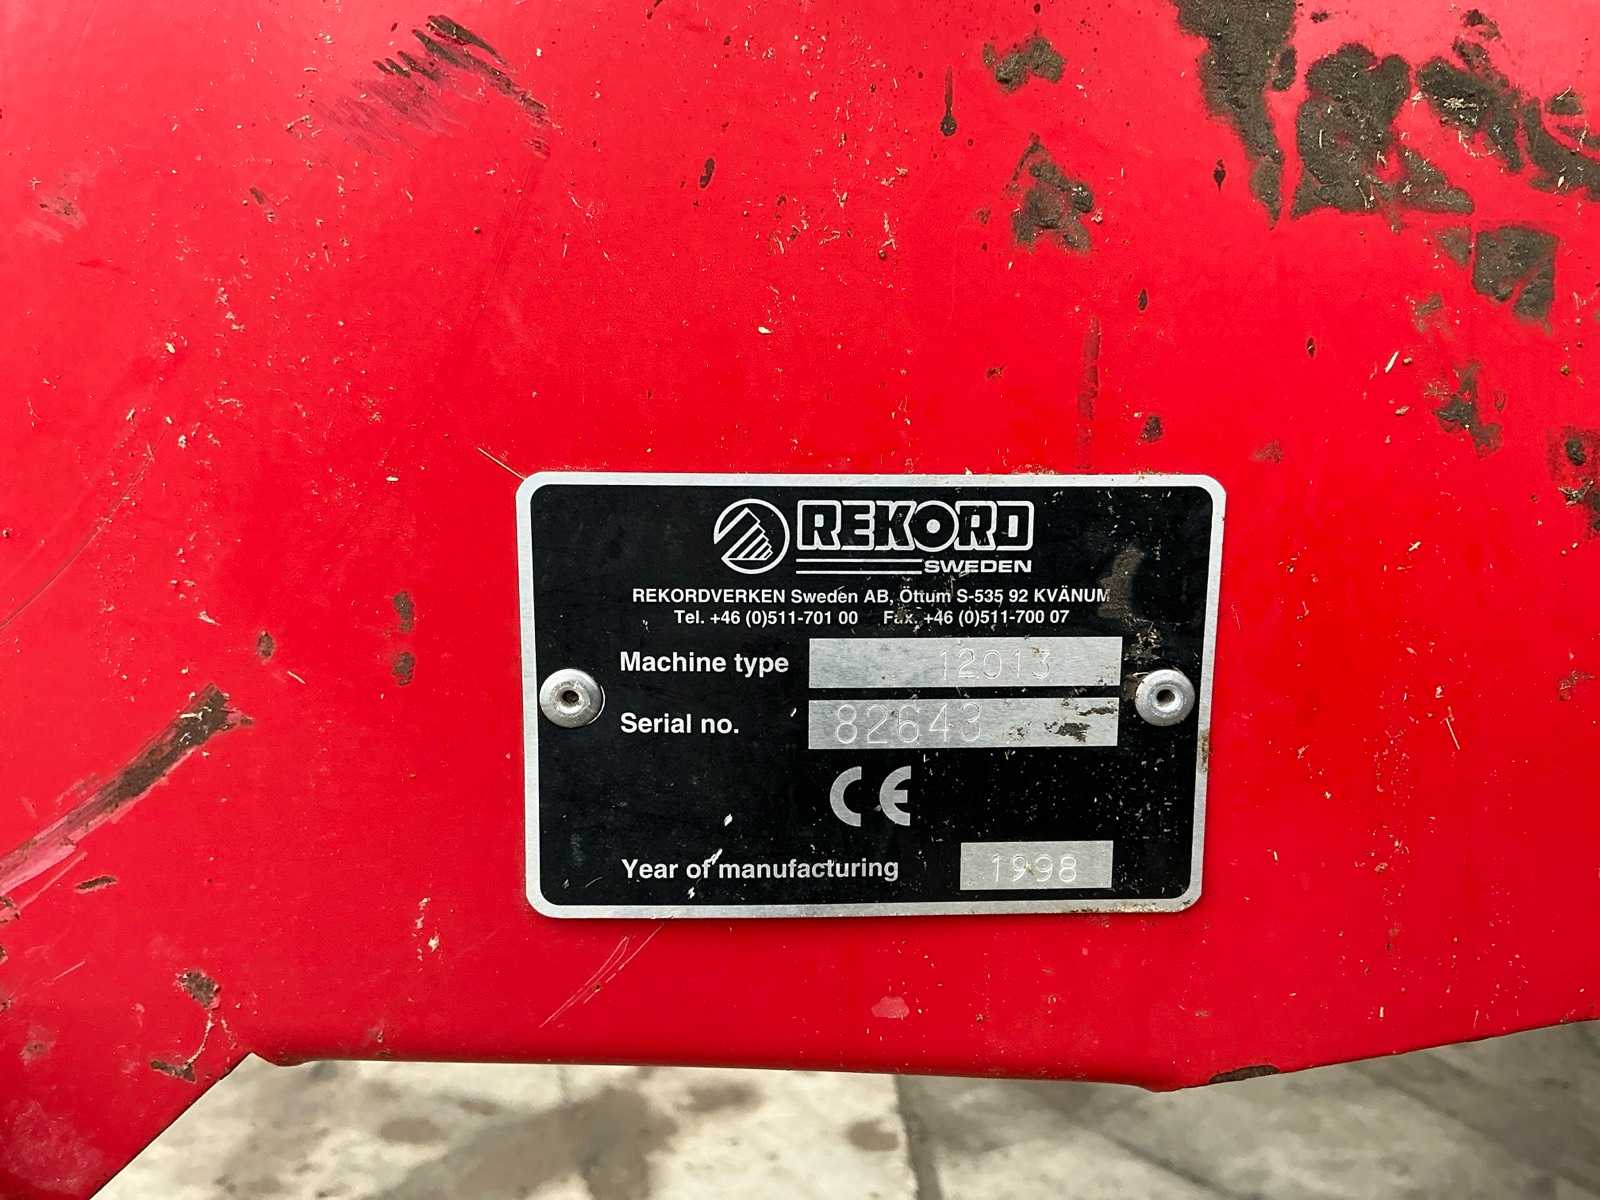 REKORD
SWEDEN
REKORDVERKEN Sweden AB, Öttum S-535 92 KVÄNUM
Tel. +46 (0)511-701 00 Fax. +46 (0)511-700 07
Machine type 12013
Serial no. 82643
CE
Year of manufacturing 1998